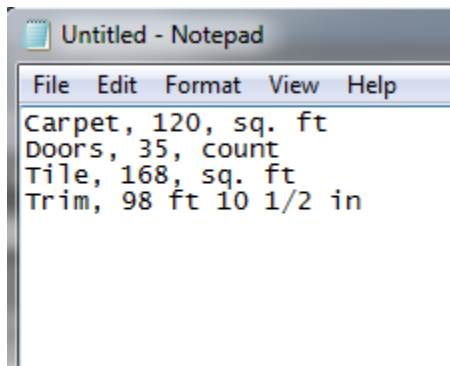 Untitled - Notepad
File Edit Format View Help
Carpet, 120, sq. ft
Doors, 35, count
Tile, 168, sq. ft
Trim, 98 ft 10 1/2 in